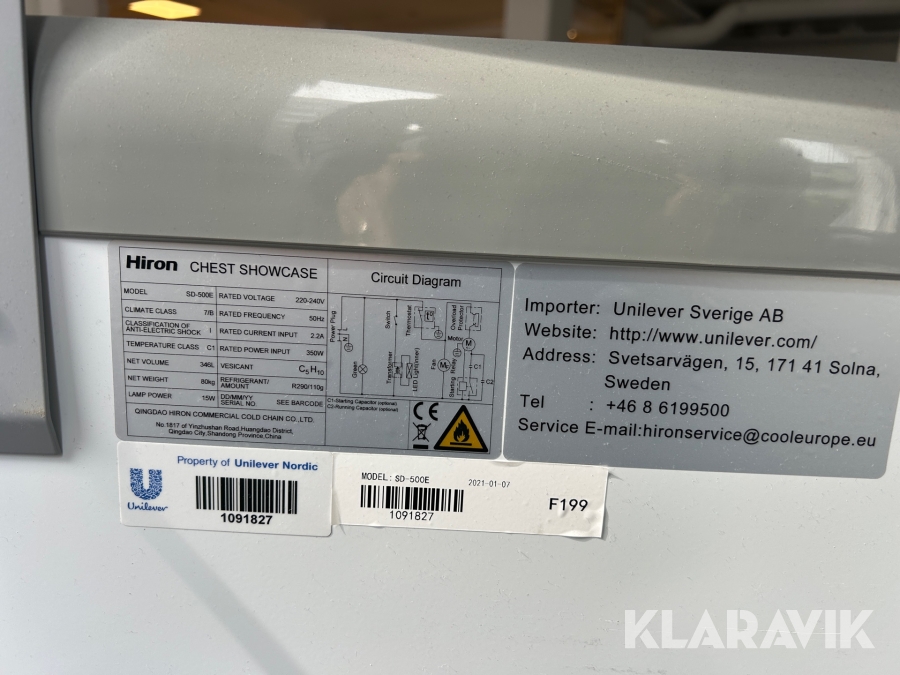 Hiron CHEST SHOWCASE
MODEL SD-500E
CLIMATE CLASS 7/B
CLASSIFICATION OF ANTI-ELECTRIC SHOCK I
TEMPERATURE CLASS C1
NET VOLUME 346L
NET WEIGHT 80kg
LAMP POWER 15W
RATED VOLTAGE 220-240V
RATED FREQUENCY 50Hz
RATED CURRENT INPUT 2.2A
RATED POWER INPUT 350W
VESICANT C5H10
REFRIGERANT/AMOUNT R290/110g
DD/MM/YY SERIAL NO. SEE BARCODE
QINGDAO HIRON COMMERCIAL COLD CHAIN CO.,LTD.
No.1817 of Yinzhushan Road,Huangdao District,
Qingdao City,Shandong Province,China
Circuit Diagram
Power Plug
L
N
Green
Switch
Transformer
LED Light(inner)
Thermostat
Fan
M
Overload Protector
Motor
M
Starting Relay
C1
C2
C1-Starting Capacitor (optional)
C2-Running Capacitor (optional)
CE
Importer: Unilever Sverige AB
Website: http://www.unilever.com/
Address: Svetsarvägen, 15, 171 41 Solna,
Sweden
Tel : +46 8 6199500
Service E-mail:hironservice@cooleurope.eu
Unilever
Property of Unilever Nordic
1091827
MODEL: SD-500E 2021-01-07
1091827
F199
KLARAVIK